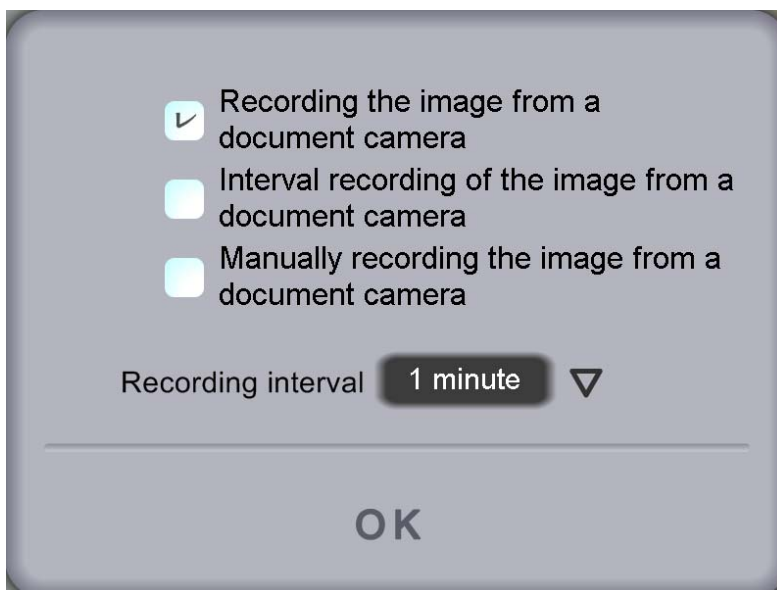 Recording the image from a
document camera
Interval recording of the image from a
document camera
Manually recording the image from a
document camera
Recording interval 1 minute
OK